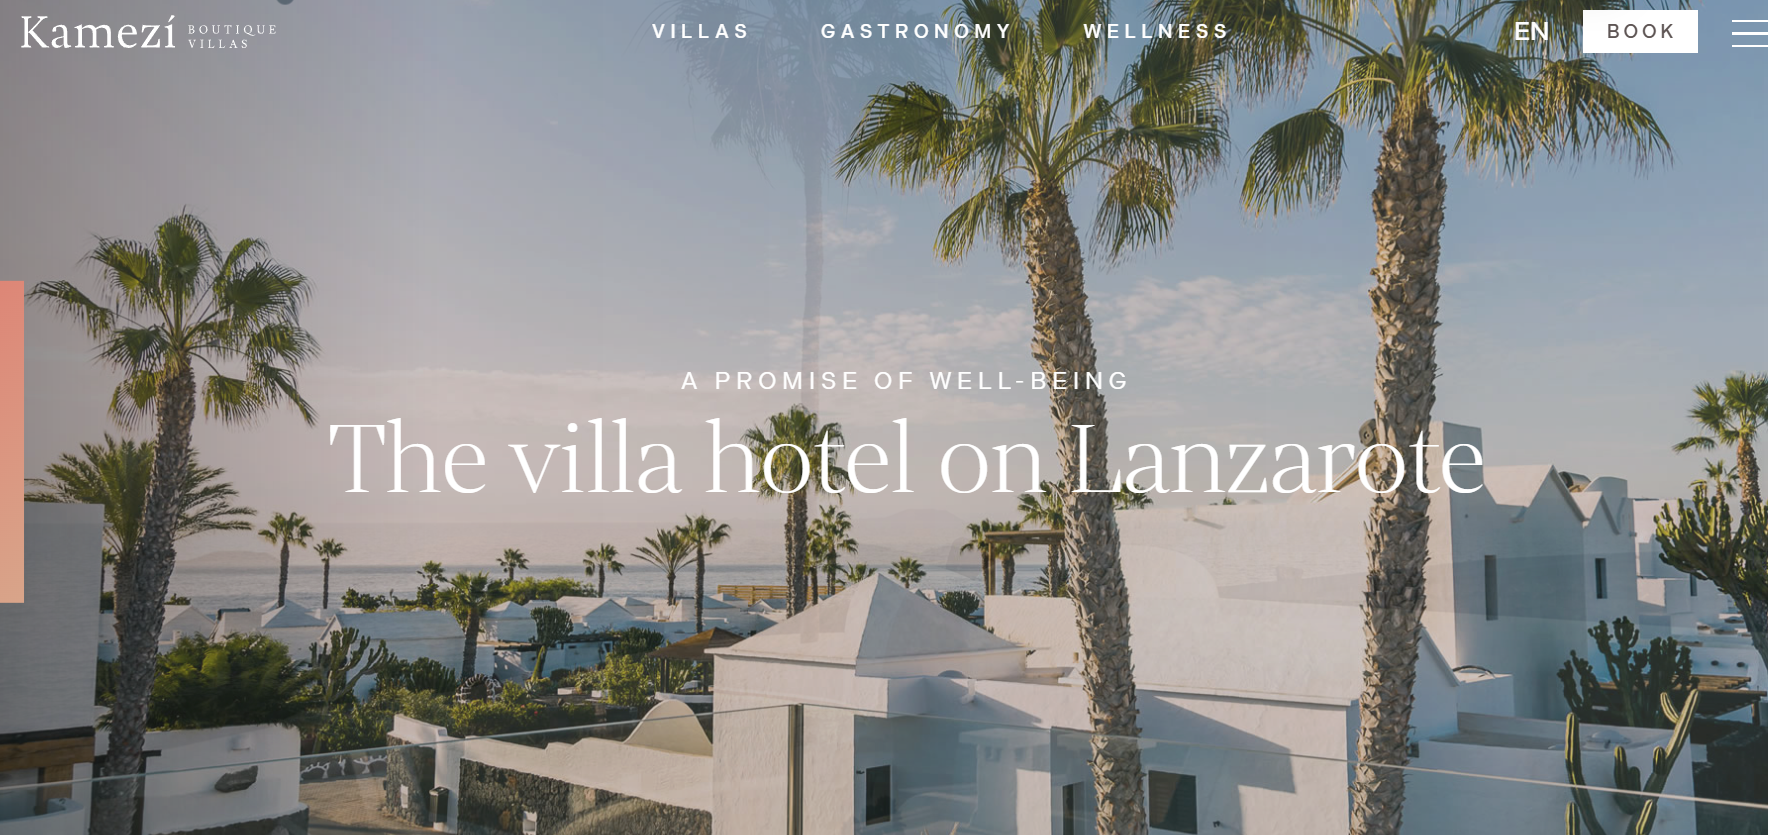 Kamezí BOUTIQUE
VILLAS
VILLAS GASTRONOMY WELLNESS EN BOOK
A PROMISE OF WELL-BEING
The villa hotel on Lanzarote